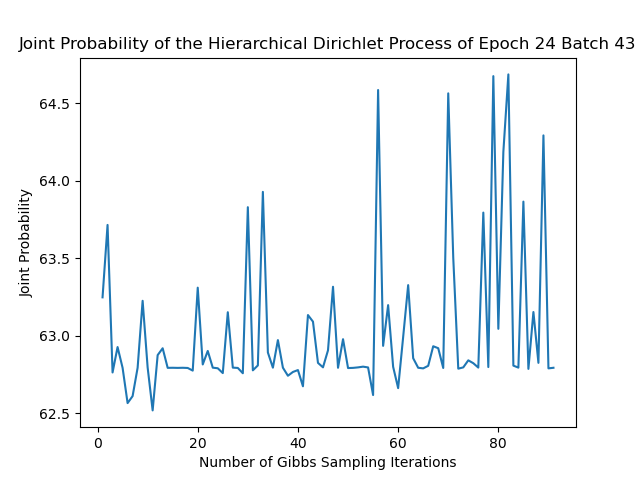 Joint Probability of the Hierarchical Dirichlet Process of Epoch 24 Batch 43
64.5
64.0
63.5
63.0
62.5
Joint Probability
0 20 40 60 80
Number of Gibbs Sampling Iterations